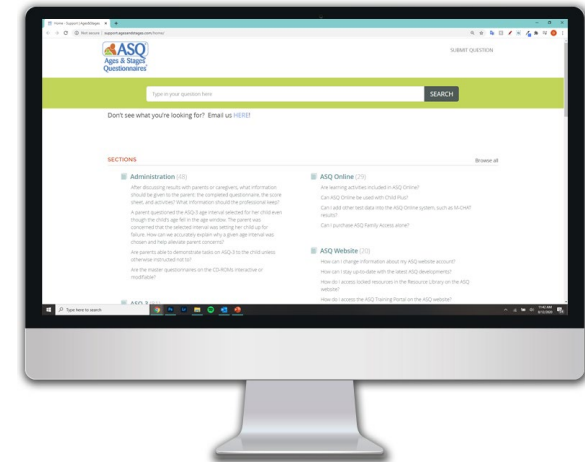 Home - Support | Ages&Stages
Not secure | support.agesandstages.com/home/
ASQ
Ages & Stages
Questionnaires
SUBMIT QUESTION
Type in your question here
SEARCH
Don't see what you're looking for? Email us HERE!
SECTIONS
Browse all
Administration (48)
After discussing results with parents or caregivers, what information
should be given to the parent: the completed questionnaire, the score
sheet, and activities? What information should the professional keep?
A parent questioned the ASQ-3 age interval selected for her child even
though the child's age fell in the age window. The parent was
concerned that the selected interval was setting her child up for
failure. How can we accurately explain why a given age interval was
chosen and help alleviate parent concerns?
Are parents able to demonstrate tasks on ASQ-3 to the child unless
otherwise instructed not to?
Are the master questionnaires on the CD-ROMs interactive or
modifiable?
ASQ-3
ASQ Online (29)
Are learning activities included in ASQ Online?
Can ASQ Online be used with Child Plus?
Can I add other test data into the ASQ Online system, such as M-CHAT
results?
Can I purchase ASQ Family Access alone?
ASQ Website (20)
How can I change information about my ASQ website account?
How can I stay up-to-date with the latest ASQ developments?
How do I access locked resources in the Resource Library on the ASQ
website?
How do I access the ASQ Training Portal on the ASQ website?
Type here to search
11:42 AM